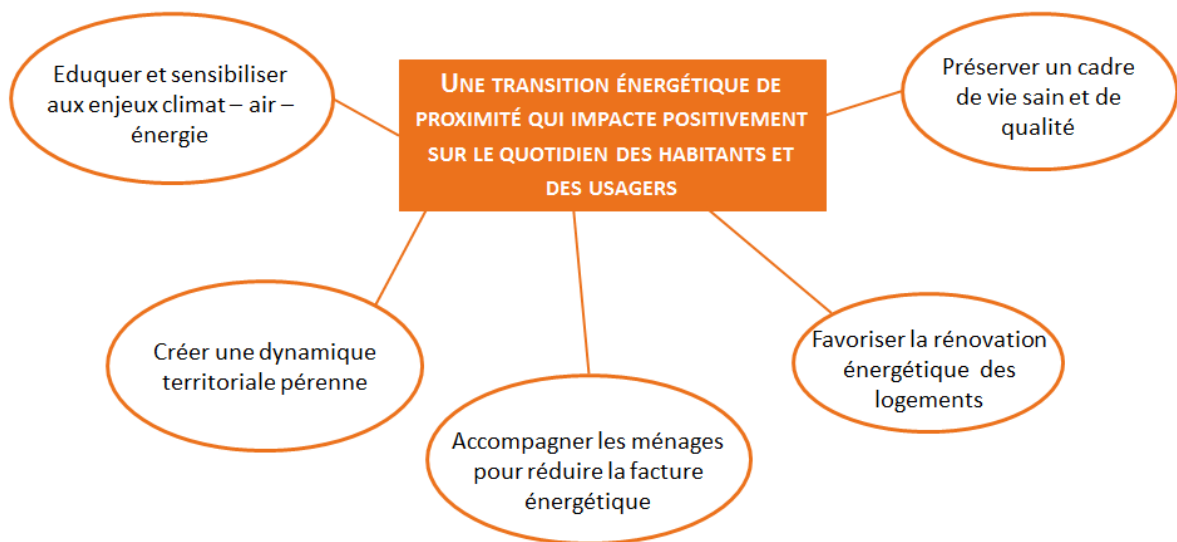 Eduquer et sensibiliser
aux enjeux climat – air –
énergie
UNE TRANSITION ÉNERGÉTIQUE DE
PROXIMITÉ QUI IMPACTE POSITIVEMENT
SUR LE QUOTIDIEN DES HABITANTS ET
DES USAGERS
Préserver un cadre
de vie sain et de
qualité
Créer une dynamique
territoriale pérenne
Accompagner les ménages
pour réduire la facture
énergétique
Favoriser la rénovation
énergétique des
logements